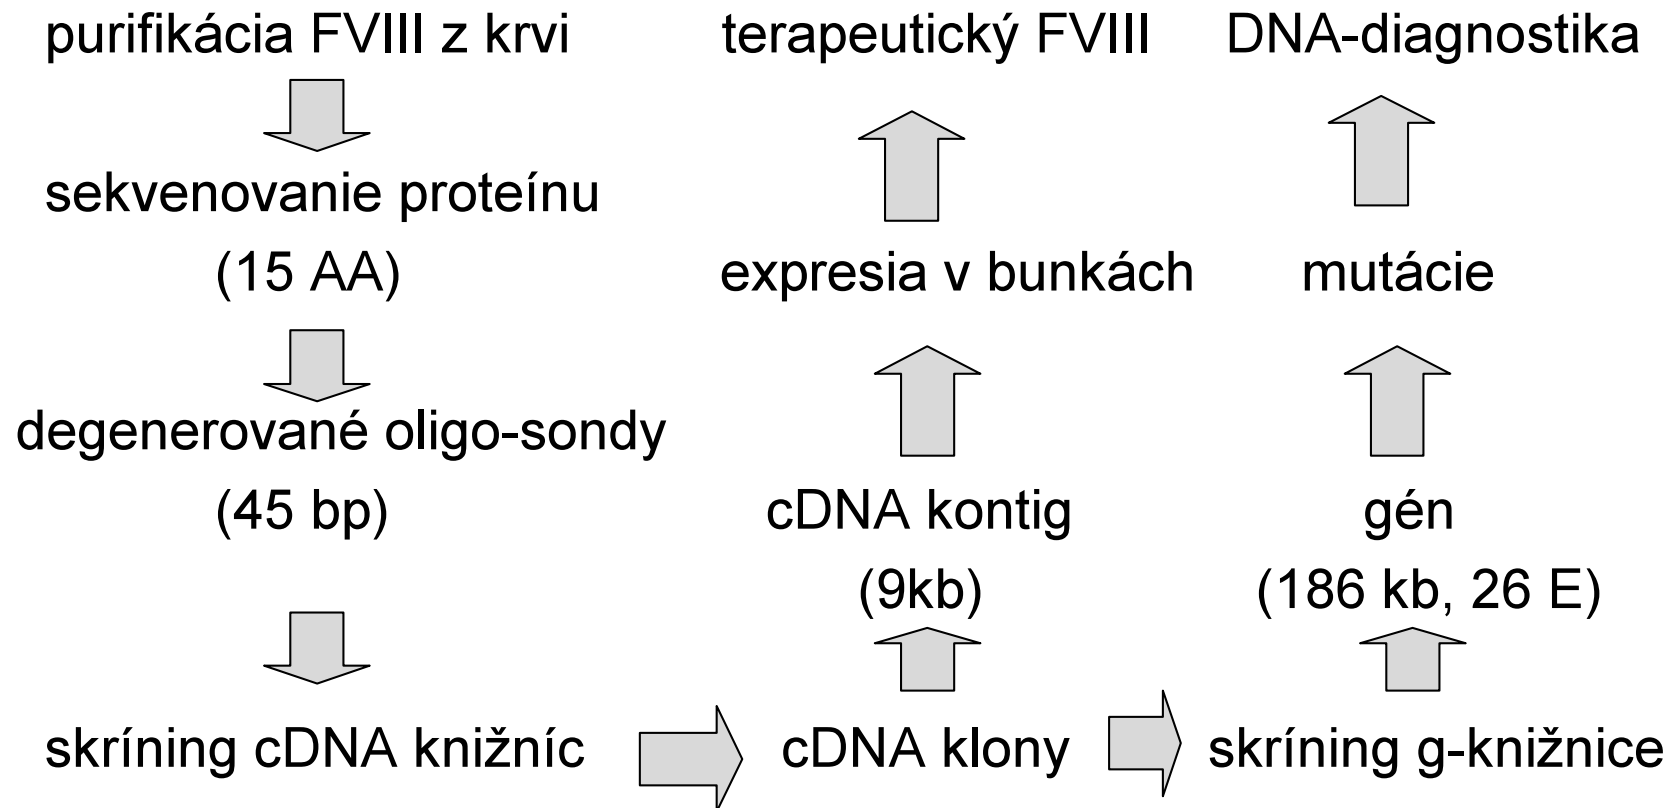 purifikácia FVIII z krvi
sekvenovanie proteínu
(15 AA)
degenerované oligo-sondy
(45 bp)
skríning cDNA knižníc
terapeutický FVIII
expresia v bunkách
cDNA kontig
(9kb)
cDNA klony
DNA-diagnostika
mutácie
gén
(186 kb, 26 E)
skríning g-knižnice